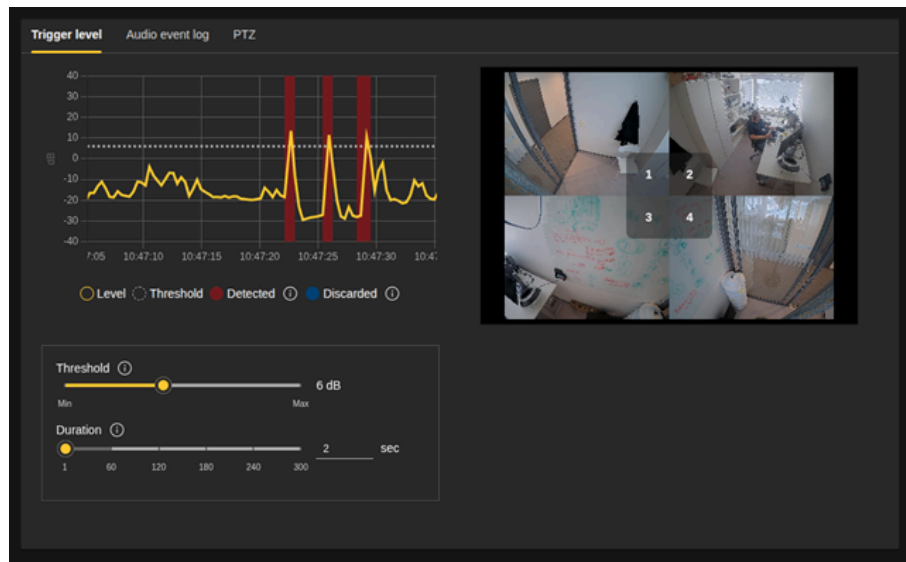 Trigger level Audio event log PTZ
40
30
20
10
0
-10
-20
-30
-40
dB
10:47:10 10:47:15 10:47:20 10:47:25 10:47:30
Level Threshold Detected Discarded
1 2
3 4
Threshold
6 dB
Min Max
Duration
2 sec
1 60 120 180 240 300